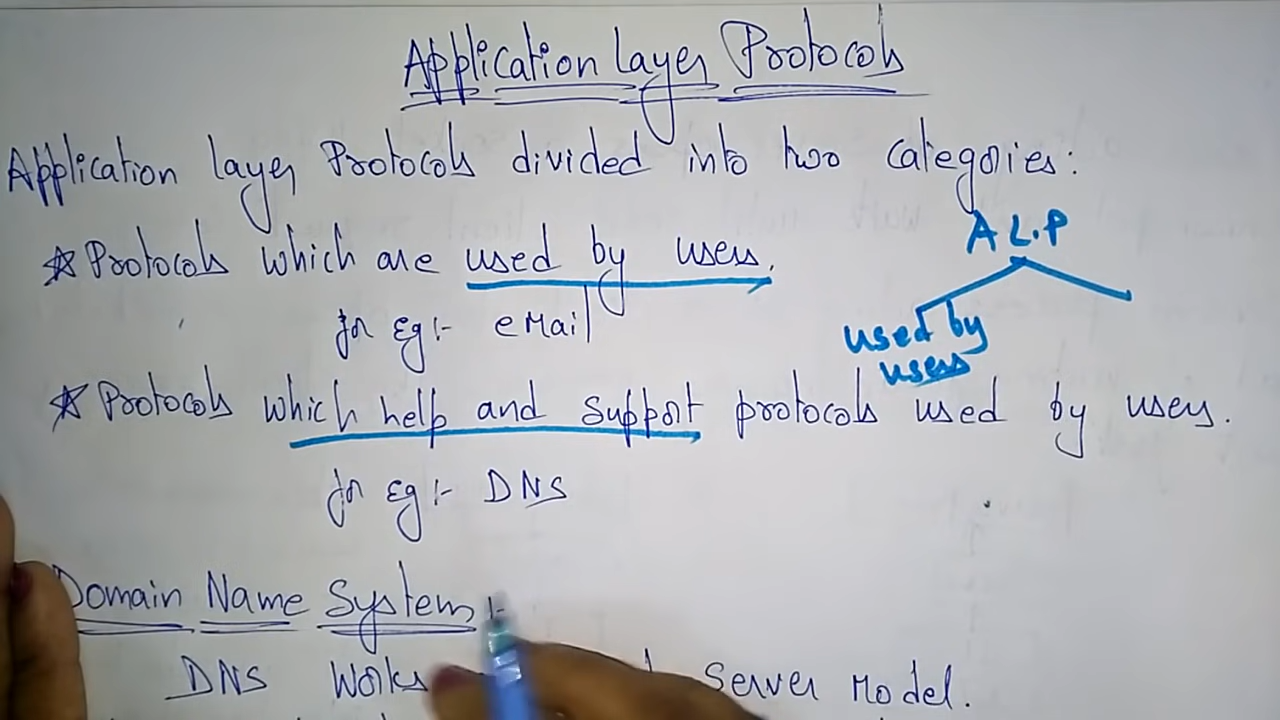 Application layer Protocols
Application layer Protocols divided into two categories:
☆ Protocols which are used by users.
for eg:- eMail
A L.P
used by
users
☆ Protocols which help and support protocols used by users.
for eg:- DNS
Domain Name System:-
DNS Works Server Model.